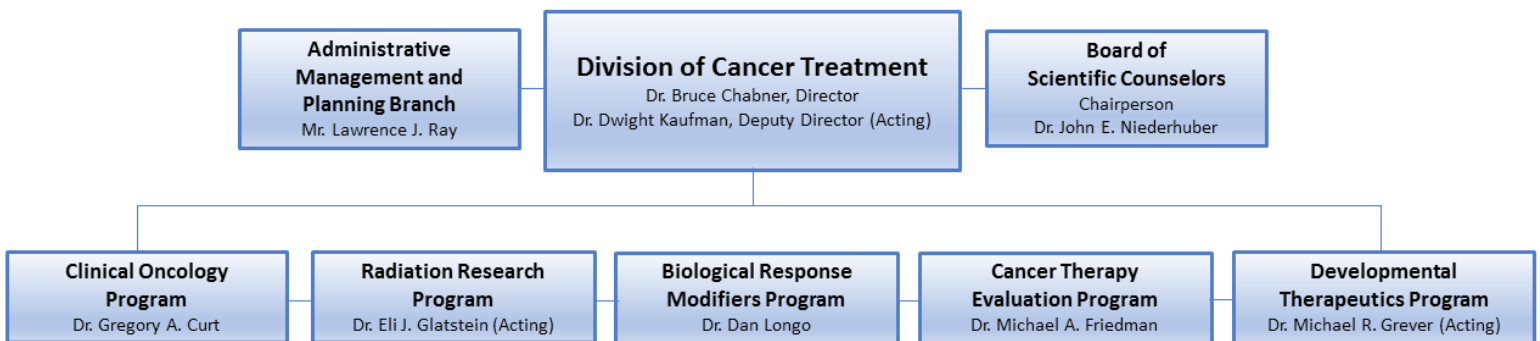 Administrative
Management and
Planning Branch
Mr. Lawrence J. Ray
Division of Cancer Treatment
Dr. Bruce Chabner, Director
Dr. Dwight Kaufman, Deputy Director (Acting)
Board of
Scientific Counselors
Chairperson
Dr. John E. Niederhuber
Clinical Oncology
Program
Dr. Gregory A. Curt
Radiation Research
Program
Dr. Eli J. Glatstein (Acting)
Biological Response
Modifiers Program
Dr. Dan Longo
Cancer Therapy
Evaluation Program
Dr. Michael A. Friedman
Developmental
Therapeutics Program
Dr. Michael R. Grever (Acting)